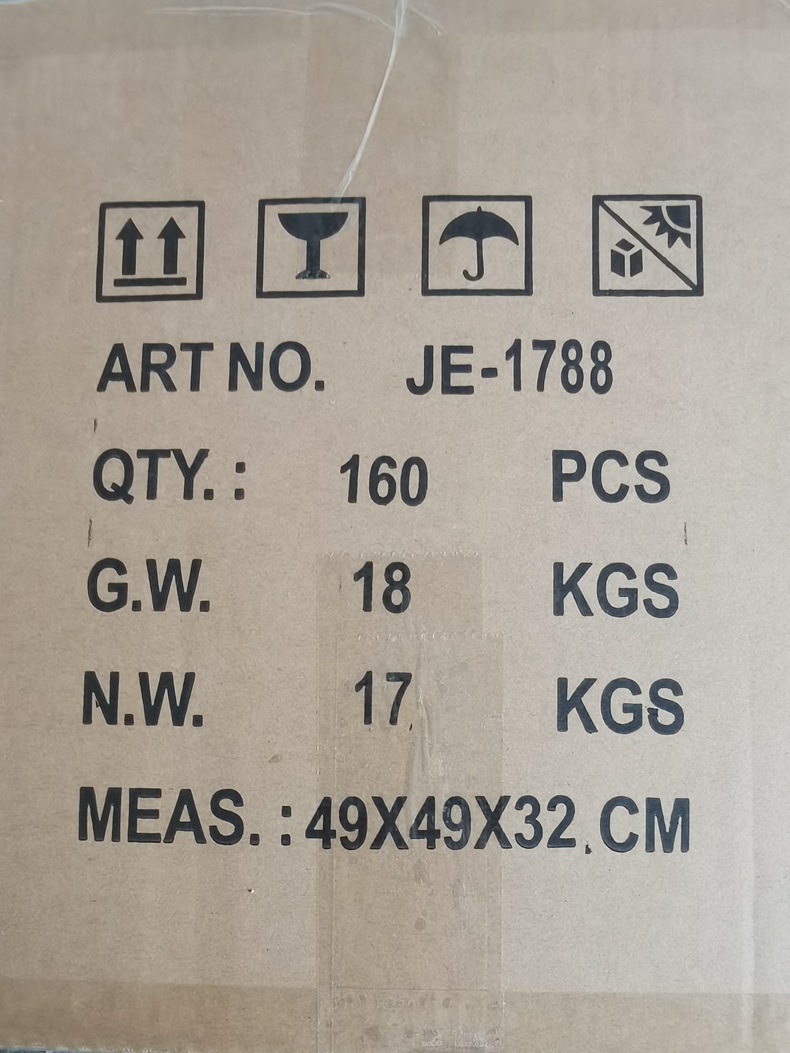 ART NO. JE-1788
QTY. : 160 PCS
G.W. 18 KGS
N.W. 17 KGS
MEAS. : 49X49X32 CM